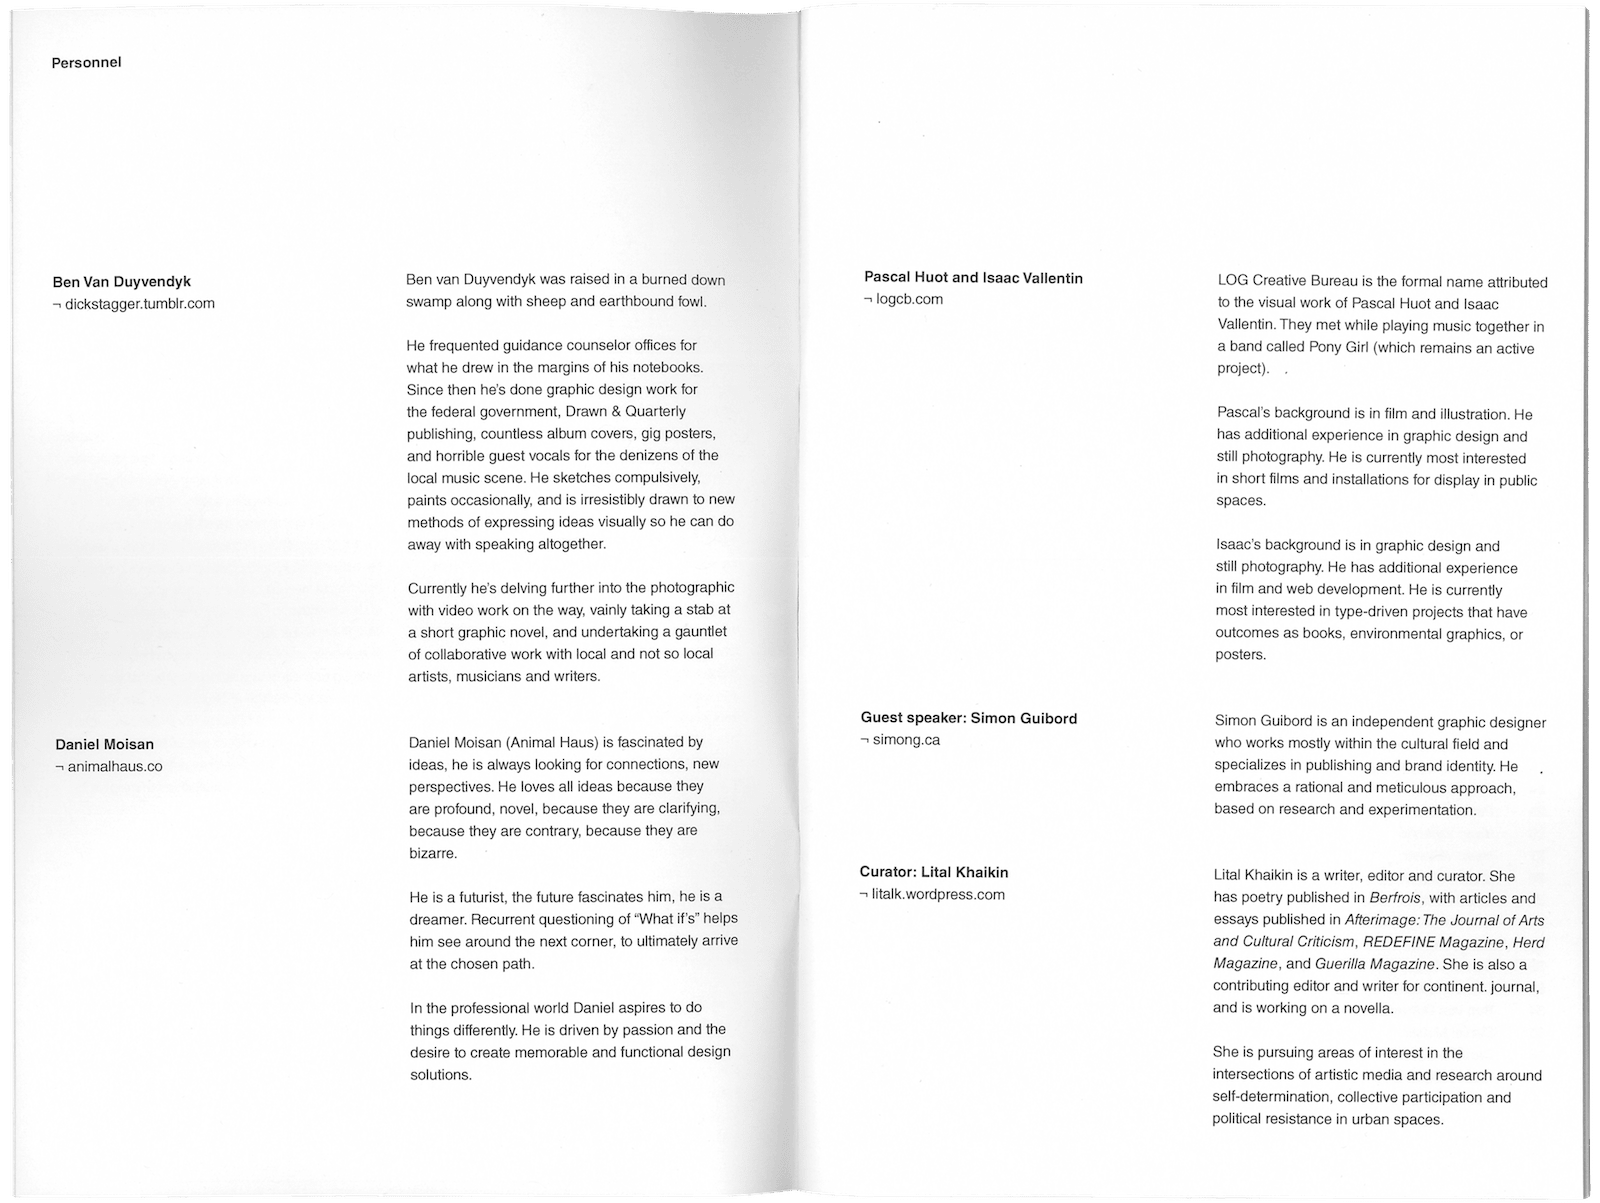 Personnel
Ben Van Duyvendyk
¬ dickstagger.tumblr.com
Ben van Duyvendyk was raised in a burned down
swamp along with sheep and earthbound fowl.
He frequented guidance counselor offices for
what he drew in the margins of his notebooks.
Since then he's done graphic design work for
the federal government, Drawn & Quarterly
publishing, countless album covers, gig posters,
and horrible guest vocals for the denizens of the
local music scene. He sketches compulsively,
paints occasionally, and is irresistibly drawn to new
methods of expressing ideas visually so he can do
away with speaking altogether.
Currently he's delving further into the photographic
with video work on the way, vainly taking a stab at
a short graphic novel, and undertaking a gauntlet
of collaborative work with local and not so local
artists, musicians and writers.
Daniel Moisan
¬ animalhaus.co
Daniel Moisan (Animal Haus) is fascinated by
ideas, he is always looking for connections, new
perspectives. He loves all ideas because they
are profound, novel, because they are clarifying,
because they are contrary, because they are
bizarre.
He is a futurist, the future fascinates him, he is a
dreamer. Recurrent questioning of “What if's” helps
him see around the next corner, to ultimately arrive
at the chosen path.
In the professional world Daniel aspires to do
things differently. He is driven by passion and the
desire to create memorable and functional design
solutions.
Pascal Huot and Isaac Vallentin
¬ logcb.com
LOG Creative Bureau is the formal name attributed
to the visual work of Pascal Huot and Isaac
Vallentin. They met while playing music together in
a band called Pony Girl (which remains an active
project).
Pascal's background is in film and illustration. He
has additional experience in graphic design and
still photography. He is currently most interested
in short films and installations for display in public
spaces.
Isaac's background is in graphic design and
still photography. He has additional experience
in film and web development. He is currently
most interested in type-driven projects that have
outcomes as books, environmental graphics, or
posters.
Guest speaker: Simon Guibord
¬ simong.ca
Simon Guibord is an independent graphic designer
who works mostly within the cultural field and
specializes in publishing and brand identity. He
embraces a rational and meticulous approach,
based on research and experimentation.
Curator: Lital Khaikin
¬ litalk.wordpress.com
Lital Khaikin is a writer, editor and curator. She
has poetry published in Berfrois, with articles and
essays published in Afterimage: The Journal of Arts
and Cultural Criticism, REDEFINE Magazine, Herd
Magazine, and Guerilla Magazine. She is also a
contributing editor and writer for continent. journal,
and is working on a novella.
She is pursuing areas of interest in the
intersections of artistic media and research around
self-determination, collective participation and
political resistance in urban spaces.